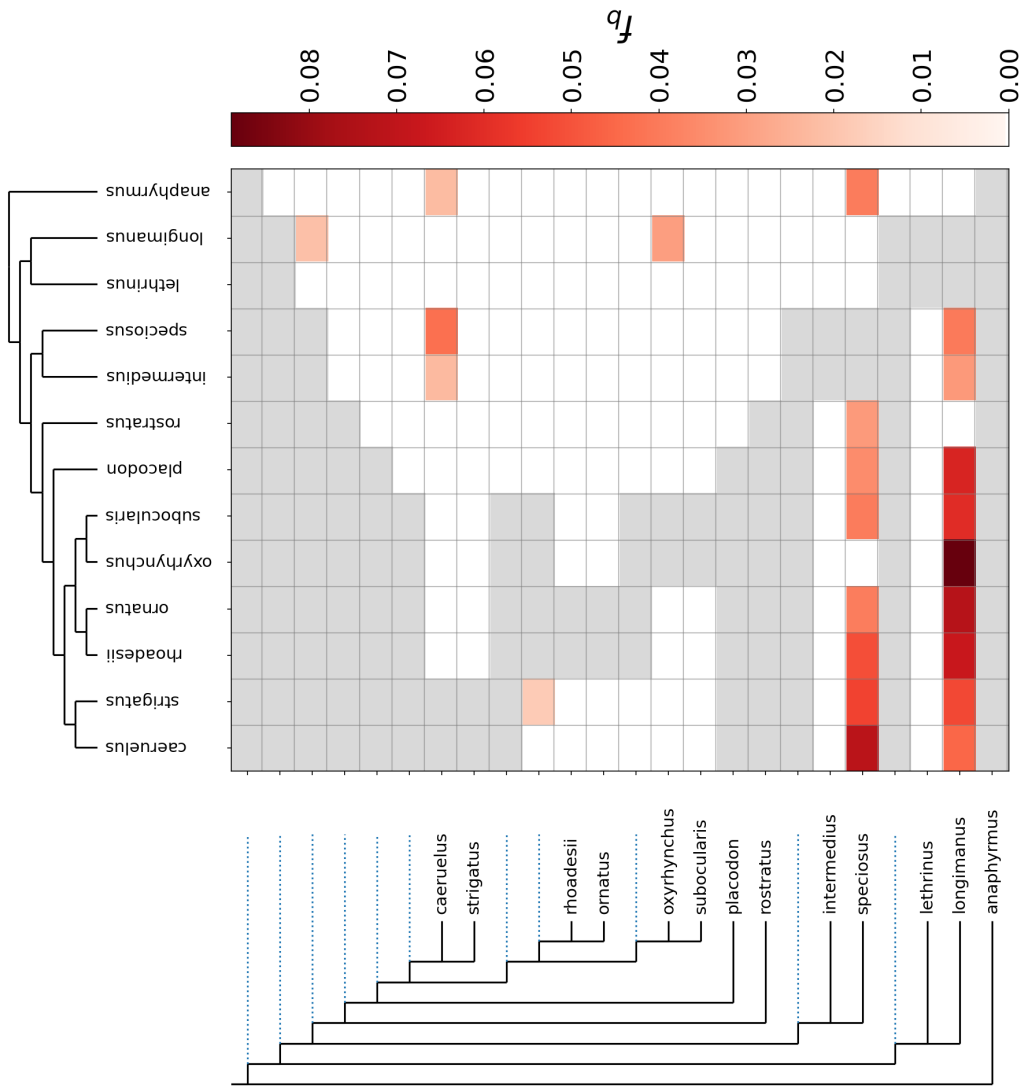 f_b
0.08
0.07
0.06
0.05
0.04
0.03
0.02
0.01
0.00
anaphyrmus
longimanus
lethrinus
speciosus
intermedius
rostratus
placodon
subocularis
oxyrhynchus
ornatus
rhoadesii
strigatus
caeruelus
caeruelus
strigatus
rhoadesii
ornatus
oxyrhynchus
subocularis
placodon
rostratus
intermedius
speciosus
lethrinus
longimanus
anaphyrmus